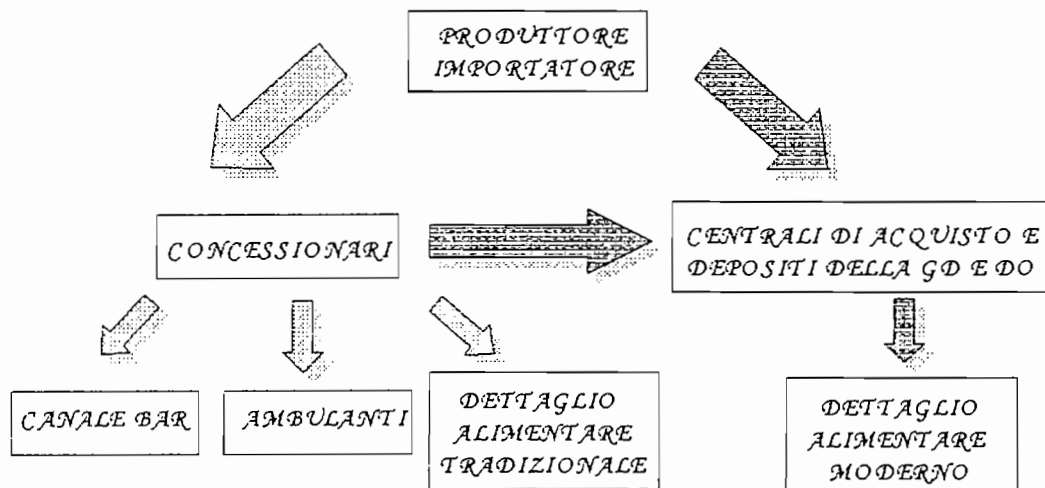 PRODUTTORE
IMPORTATORE
CONCESSIONARI
CENTRALI DI ACQUISTO E
DEPOSITI DELLA GD E DO
CANALE BAR
AMBULANTI
DETTAGLIO
ALIMENTARE
TRADIZIONALE
DETTAGLIO
ALIMENTARE
MODERNO